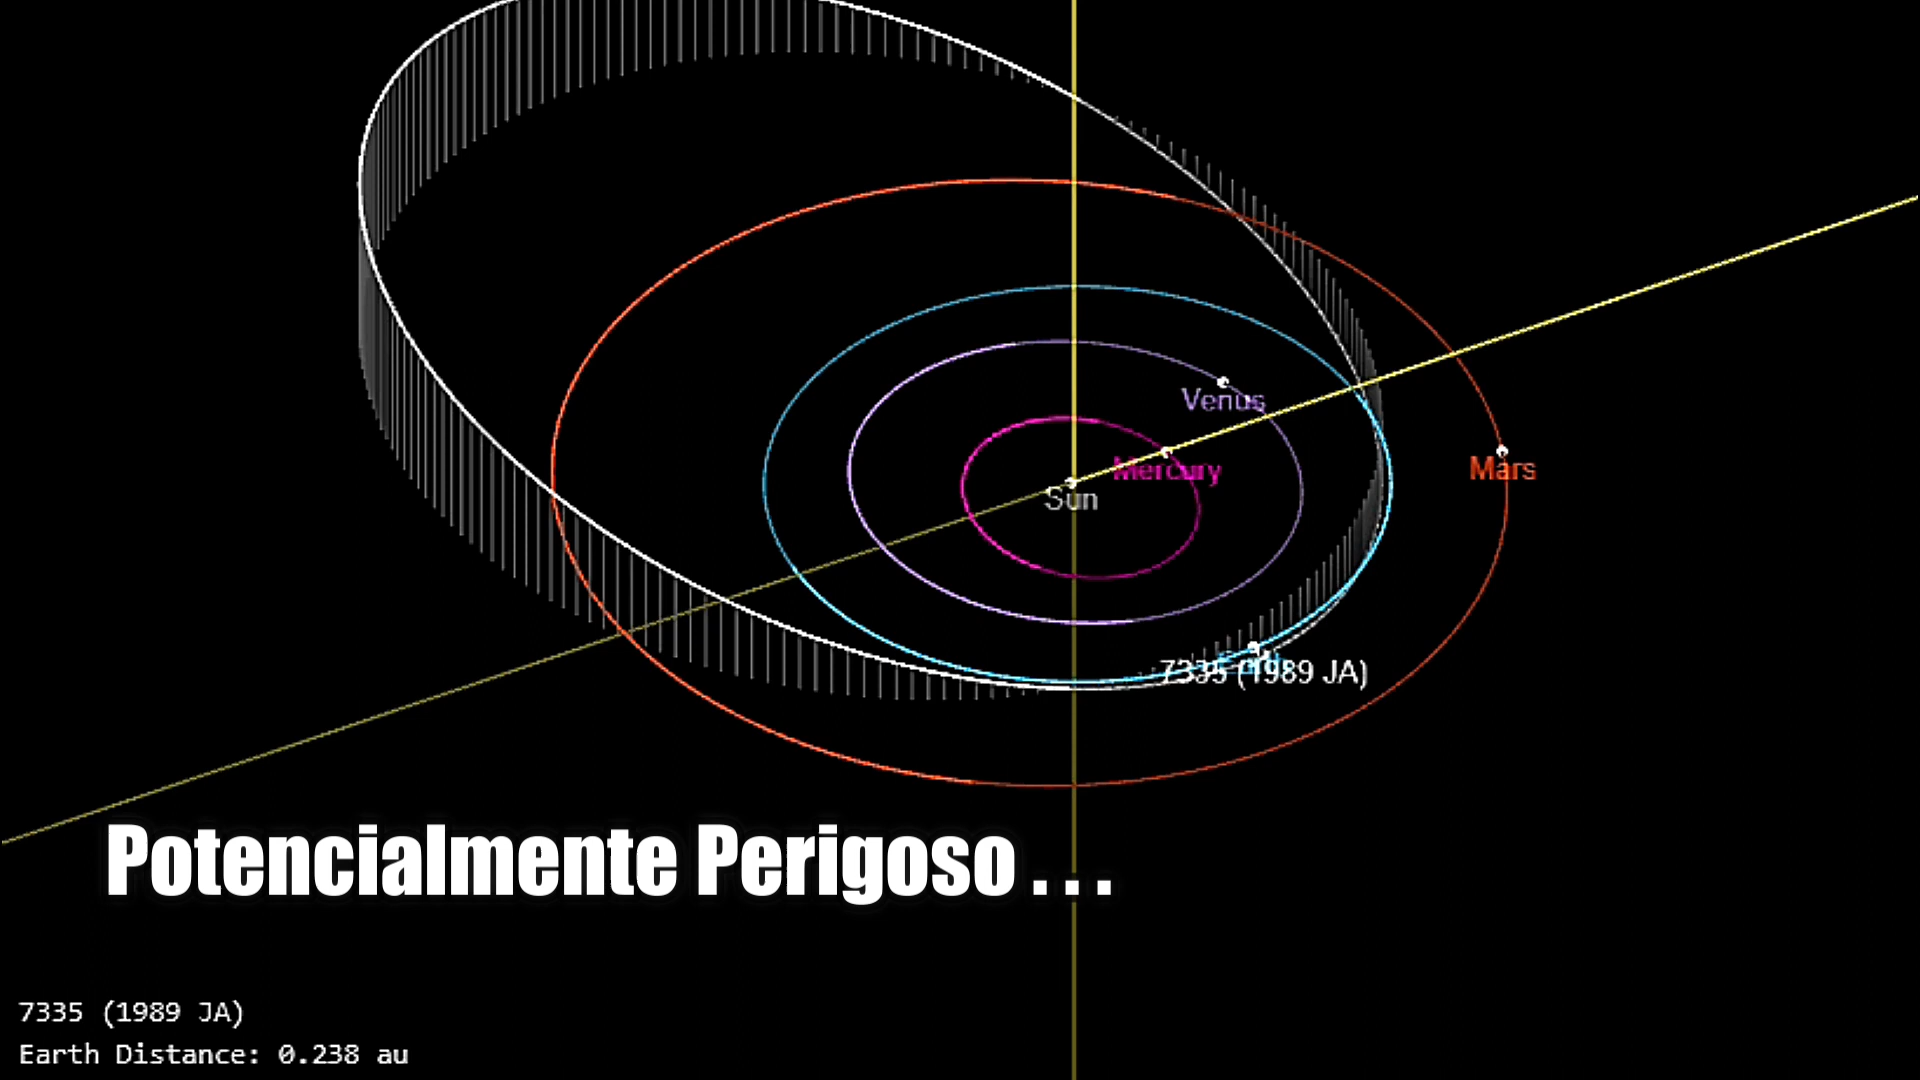 Venus
Mercury
Mars
Sun
7335 (1989 JA)
Potencialmente Perigoso . . .
7335 (1989 JA)
Earth Distance: 0.238 au